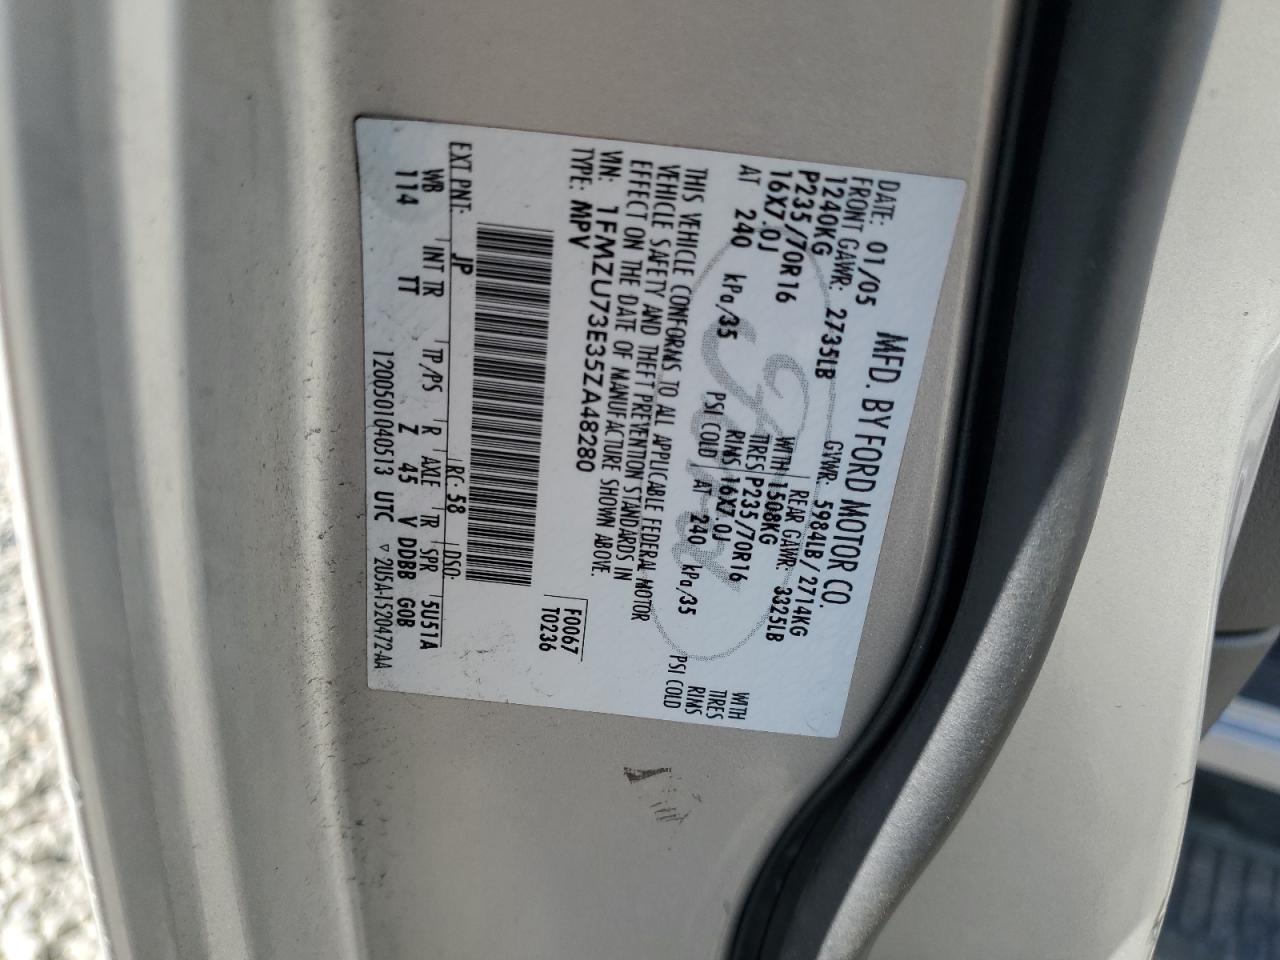 MFD. BY FORD MOTOR CO.
DATE: 01/05 GVWR: 5984LB/2714KG
FRONT GAWR: 2735LB REAR GAWR: 3325LB
1240KG WITH 1508KG WITH
P235/70R16 TIRES P235/70R16 TIRES
16X7.0J RIMS 16X7.0J RIMS
AT 240 kPa/35 PSI COLD AT 240 kPa/35 PSI COLD
THIS VEHICLE CONFORMS TO ALL APPLICABLE FEDERAL MOTOR
VEHICLE SAFETY AND THEFT PREVENTION STANDARDS IN
EFFECT ON THE DATE OF MANUFACTURE SHOWN ABOVE.
VIN: 1FMZU73E35ZA48280
TYPE: MPV
F0067
T0236
EXT PNT: JP RC: 58 DSO:
WB INT TR TP/PS R AXLE TR SPR 5U51A
114 TT Z 45 V DDBB GOB
1200501040513 UTC ▽ 2U5A-1520472-AA